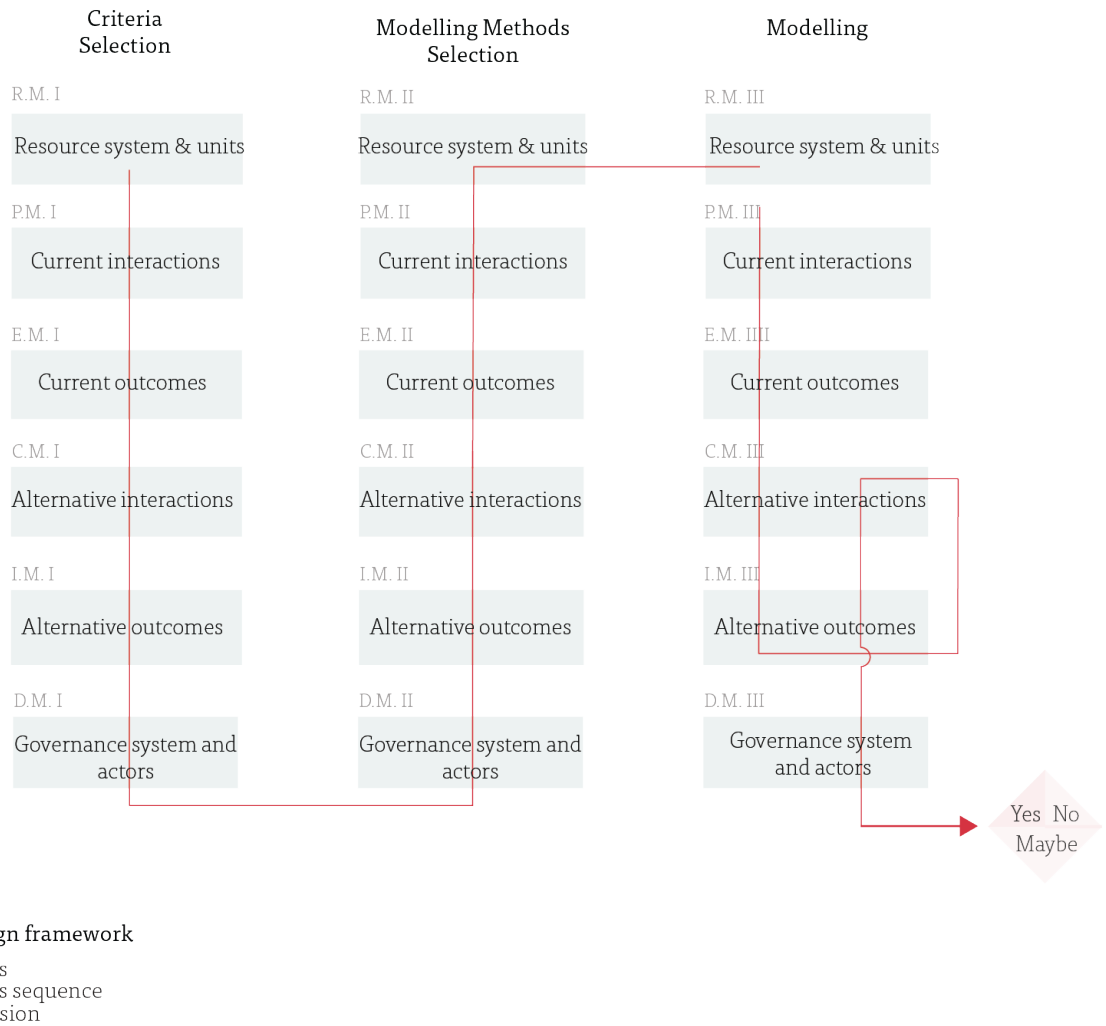 Criteria
Selection
R.M. I
Resource system & units
P.M. I
Current interactions
E.M. I
Current outcomes
C.M. I
Alternative interactions
I.M. I
Alternative outcomes
D.M. I
Governance system and
actors
Modelling Methods
Selection
R.M. II
Resource system & units
P.M. II
Current interactions
E.M. II
Current outcomes
C.M. II
Alternative interactions
I.M. II
Alternative outcomes
D.M. II
Governance system and
actors
Modelling
R.M. III
Resource system & units
P.M. III
Current interactions
E.M. IIII
Current outcomes
C.M. III
Alternative interactions
I.M. III
Alternative outcomes
D.M. III
Governance system
and actors
Yes No
Maybe
gn framework
s
s sequence
sion